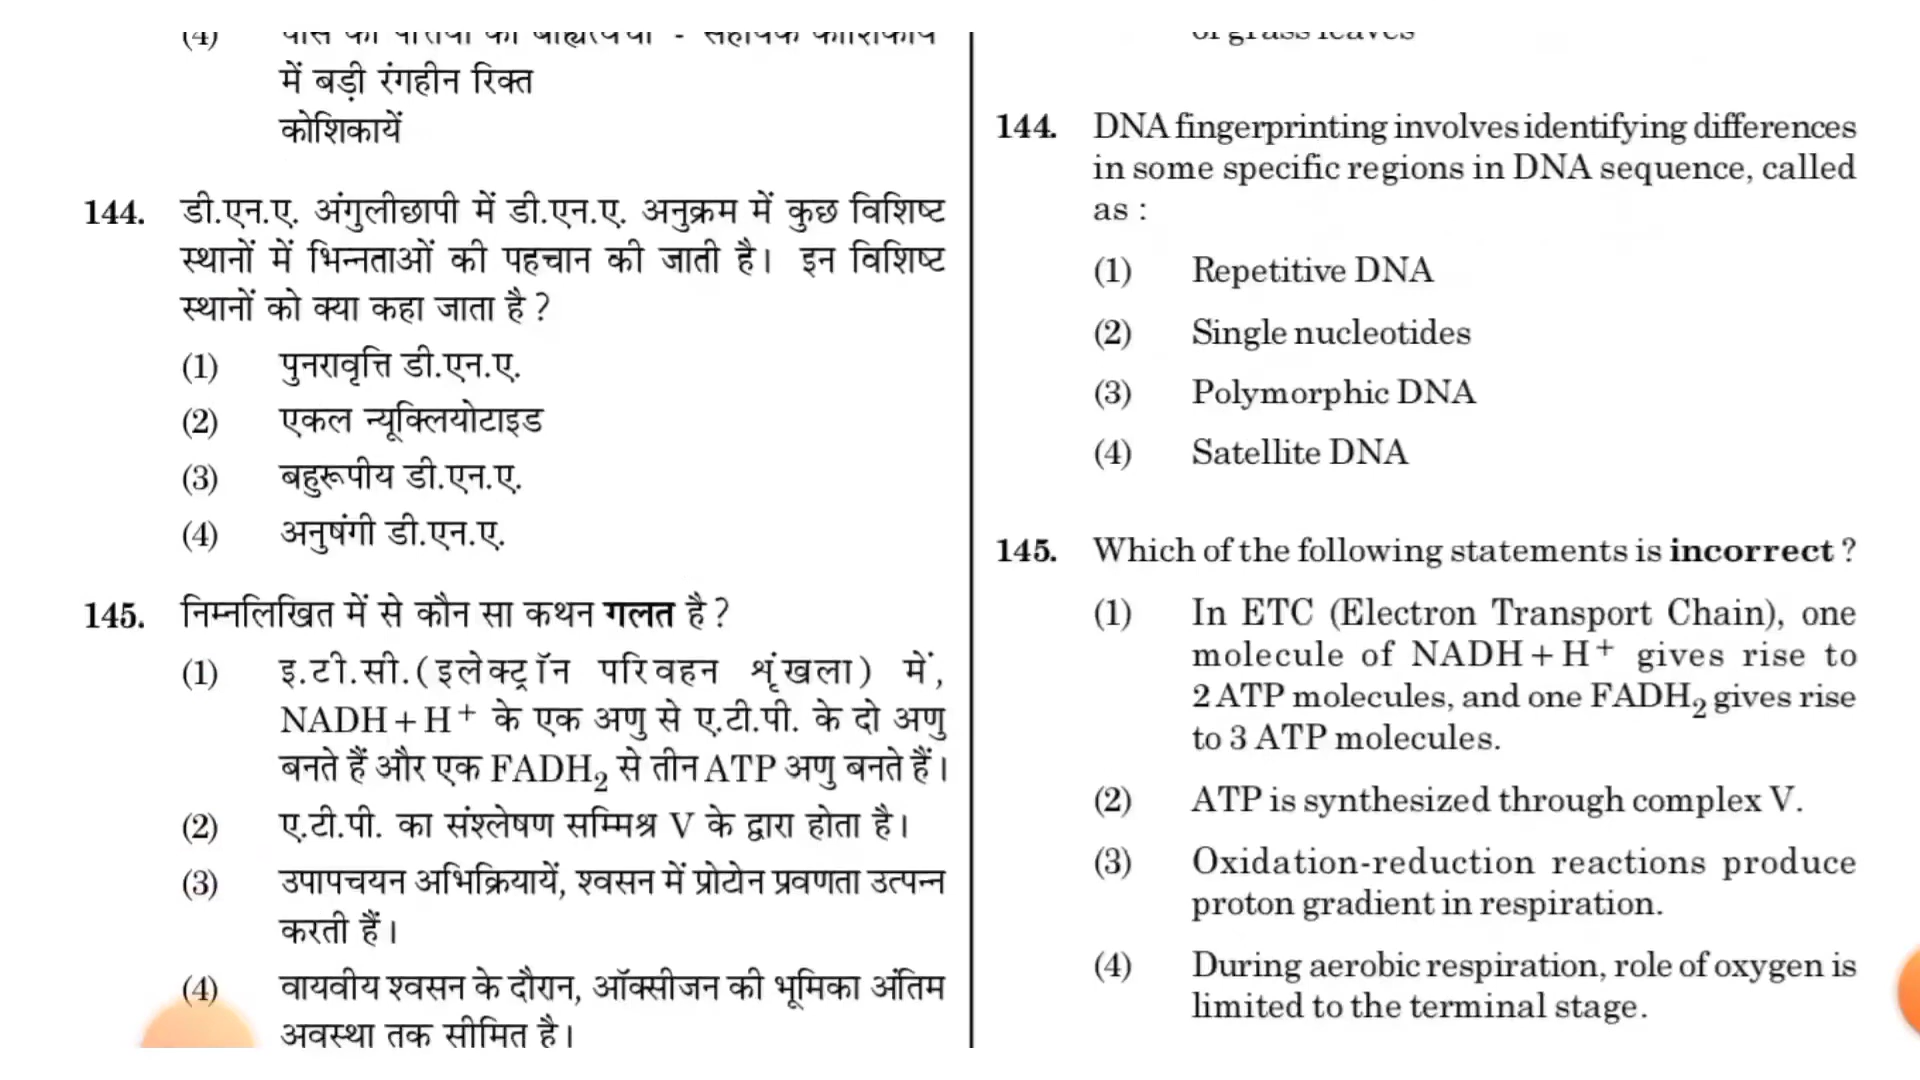 (4)
में बड़ी रंगहीन रिक्त
कोशिकायें
144. डी.एन.ए. अंगुलीछापी में डी.एन.ए. अनुक्रम में कुछ विशिष्ट
स्थानों में भिन्नताओं की पहचान की जाती है। इन विशिष्ट
स्थानों को क्या कहा जाता है ?
(1) पुनरावृत्ति डी.एन.ए.
(2) एकल न्यूक्लियोटाइड
(3) बहुरूपीय डी.एन.ए.
(4) अनुषंगी डी.एन.ए.
145. निम्नलिखित में से कौन सा कथन गलत है ?
(1) इ.टी.सी.(इलेक्ट्रॉन परिवहन शृंखला) में,
NADH + H⁺ के एक अणु से ए.टी.पी. के दो अणु
बनते हैं और एक FADH₂ से तीन ATP अणु बनते हैं।
(2) ए.टी.पी. का संश्लेषण सम्मिश्र V के द्वारा होता है।
(3) उपापचयन अभिक्रियायें, श्वसन में प्रोटोन प्रवणता उत्पन्न
करती हैं।
(4) वायवीय श्वसन के दौरान, ऑक्सीजन की भूमिका अंतिम
अवस्था तक सीमित है।
of grass leaves
144. DNA fingerprinting involves identifying differences
in some specific regions in DNA sequence, called
as :
(1) Repetitive DNA
(2) Single nucleotides
(3) Polymorphic DNA
(4) Satellite DNA
145. Which of the following statements is incorrect ?
(1) In ETC (Electron Transport Chain), one
molecule of NADH + H⁺ gives rise to
2 ATP molecules, and one FADH₂ gives rise
to 3 ATP molecules.
(2) ATP is synthesized through complex V.
(3) Oxidation-reduction reactions produce
proton gradient in respiration.
(4) During aerobic respiration, role of oxygen is
limited to the terminal stage.